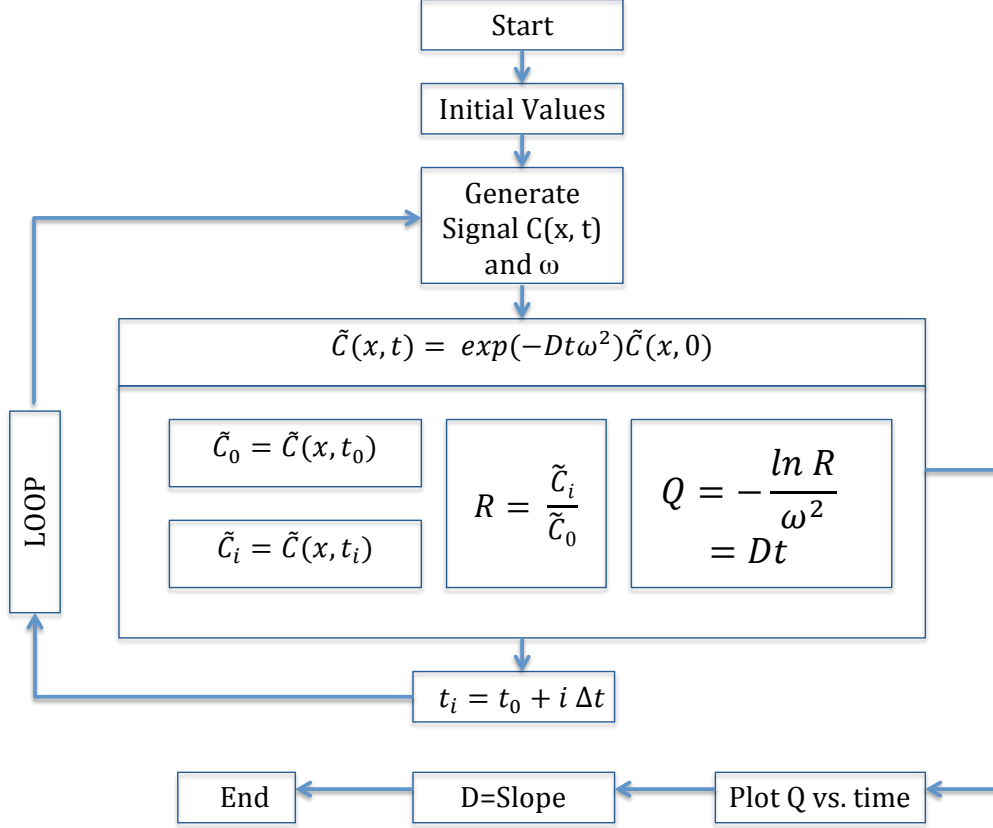 Start
Initial Values
Generate
Signal C(x, t)
and ω
C̃(x, t) = exp(−Dtω²)C̃(x, 0)
C̃₀ = C̃(x, t₀)
C̃ᵢ = C̃(x, tᵢ)
R = C̃ᵢ / C̃₀
Q = − ln R / ω²
= Dt
LOOP
tᵢ = t₀ + i Δt
End
D=Slope
Plot Q vs. time